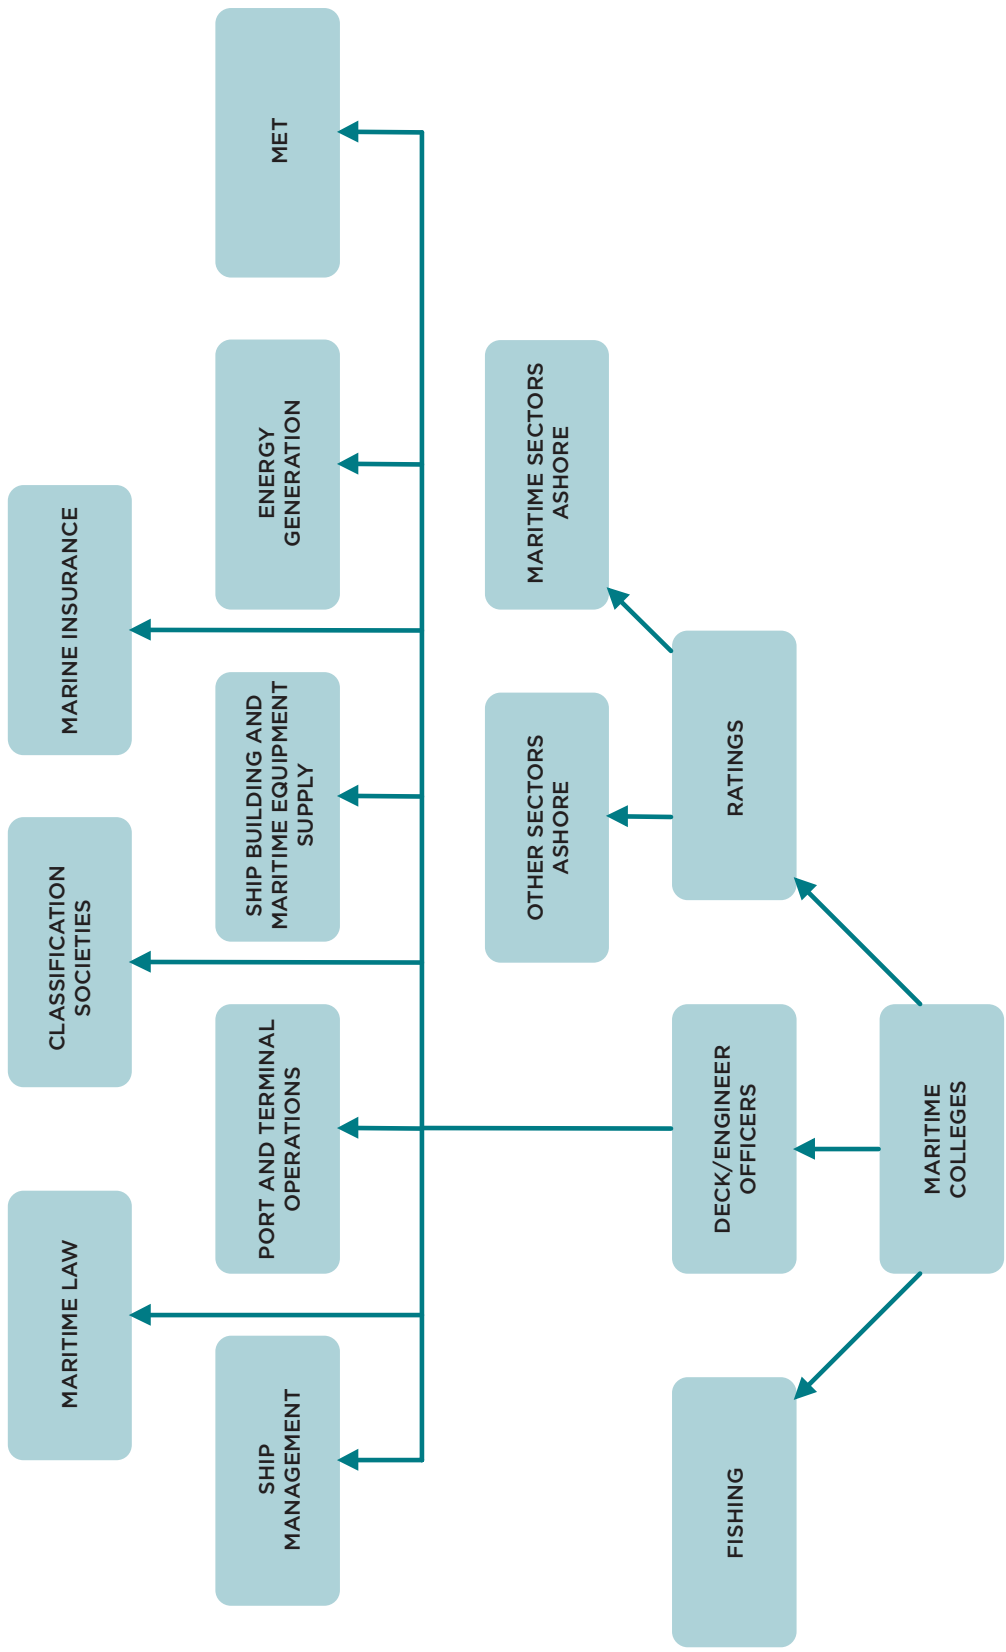 MARITIME LAW
CLASSIFICATION
SOCIETIES
MARINE INSURANCE
SHIP
MANAGEMENT
PORT AND TERMINAL
OPERATIONS
SHIP BUILDING AND
MARITIME EQUIPMENT
SUPPLY
ENERGY
GENERATION
MET
OTHER SECTORS
ASHORE
MARITIME SECTORS
ASHORE
FISHING
DECK/ENGINEER
OFFICERS
RATINGS
MARITIME
COLLEGES